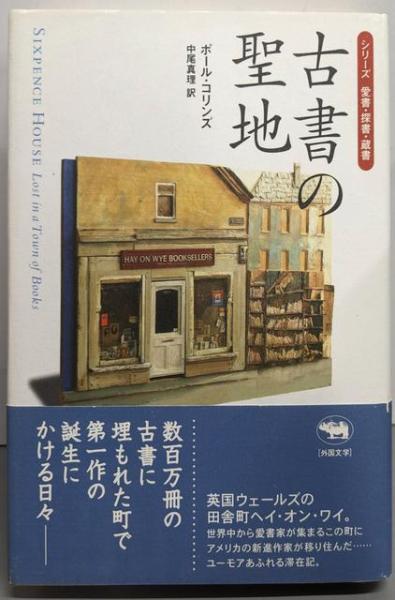 シリーズ 愛書・探書・蔵書
古書の
聖地
ポール・コリンズ
中尾真理 訳
SIXPENCE HOUSE Lost in a Town of Books
HAY ON WYE BOOKSELLERS
数百万冊の
古書に
埋もれた町で
第一作の
誕生に
かける日々──
[外国文学]
英国ウェールズの
田舎町ヘイ・オン・ワイ。
世界中から愛書家が集まるこの町に
アメリカの新進作家が移り住んだ……
ユーモアあふれる滞在記。